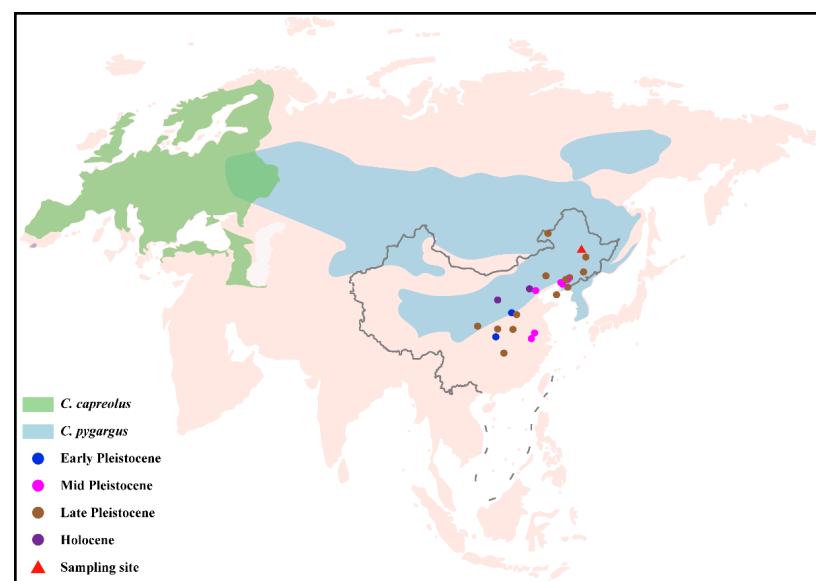 C. capreolus
C. pygargus
Early Pleistocene
Mid Pleistocene
Late Pleistocene
Holocene
Sampling site